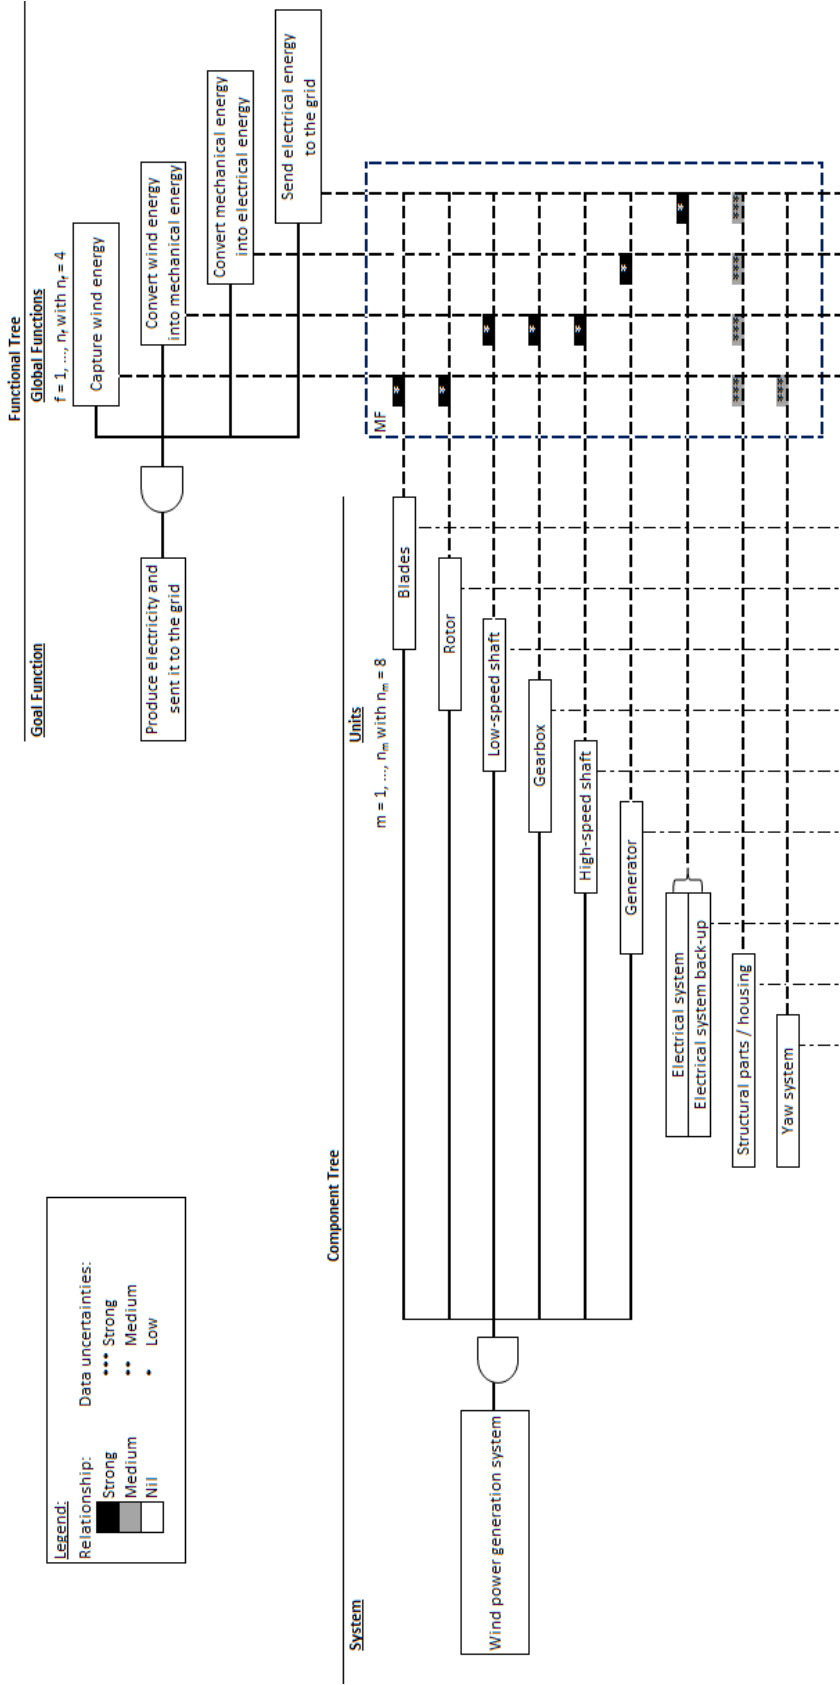 Functional Tree
Goal Function
Global Functions
f = 1, ..., nf with nf = 4
Produce electricity and
sent it to the grid
Capture wind energy
Convert wind energy
into mechanical energy
Convert mechanical energy
into electrical energy
Send electrical energy
to the grid
Legend:
Relationship:
Strong
Medium
Nil
Data uncertainties:
*** Strong
** Medium
* Low
Component Tree
System
Units
m = 1, ..., nm with nm = 8
MF
Wind power generation system
Blades
*
Rotor
*
Low-speed shaft
*
Gearbox
*
High-speed shaft
*
Generator
*
Electrical system
Electrical system back-up
*
Structural parts / housing
*** *** *** ***
Yaw system
***